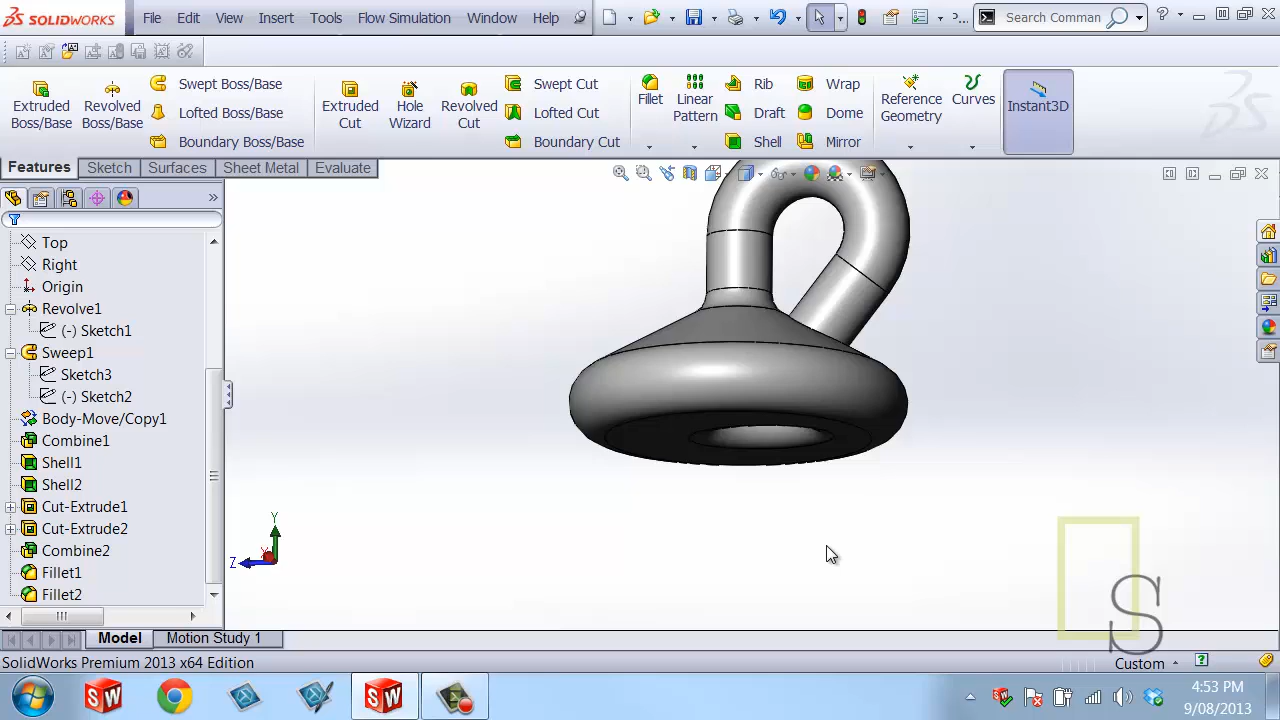 SOLIDWORKS File Edit View Insert Tools Flow Simulation Window Help Search Comman
Extruded Boss/Base
Revolved Boss/Base
Swept Boss/Base
Lofted Boss/Base
Boundary Boss/Base
Extruded Cut
Hole Wizard
Revolved Cut
Swept Cut
Lofted Cut
Boundary Cut
Fillet
Linear Pattern
Rib
Draft
Shell
Wrap
Dome
Mirror
Reference Geometry
Curves
Instant3D
Features Sketch Surfaces Sheet Metal Evaluate
Top
Right
Origin
Revolve1
(-) Sketch1
Sweep1
Sketch3
(-) Sketch2
Body-Move/Copy1
Combine1
Shell1
Shell2
Cut-Extrude1
Cut-Extrude2
Combine2
Fillet1
Fillet2
Y
Z
S
Model Motion Study 1
SolidWorks Premium 2013 x64 Edition Custom
4:53 PM
9/08/2013